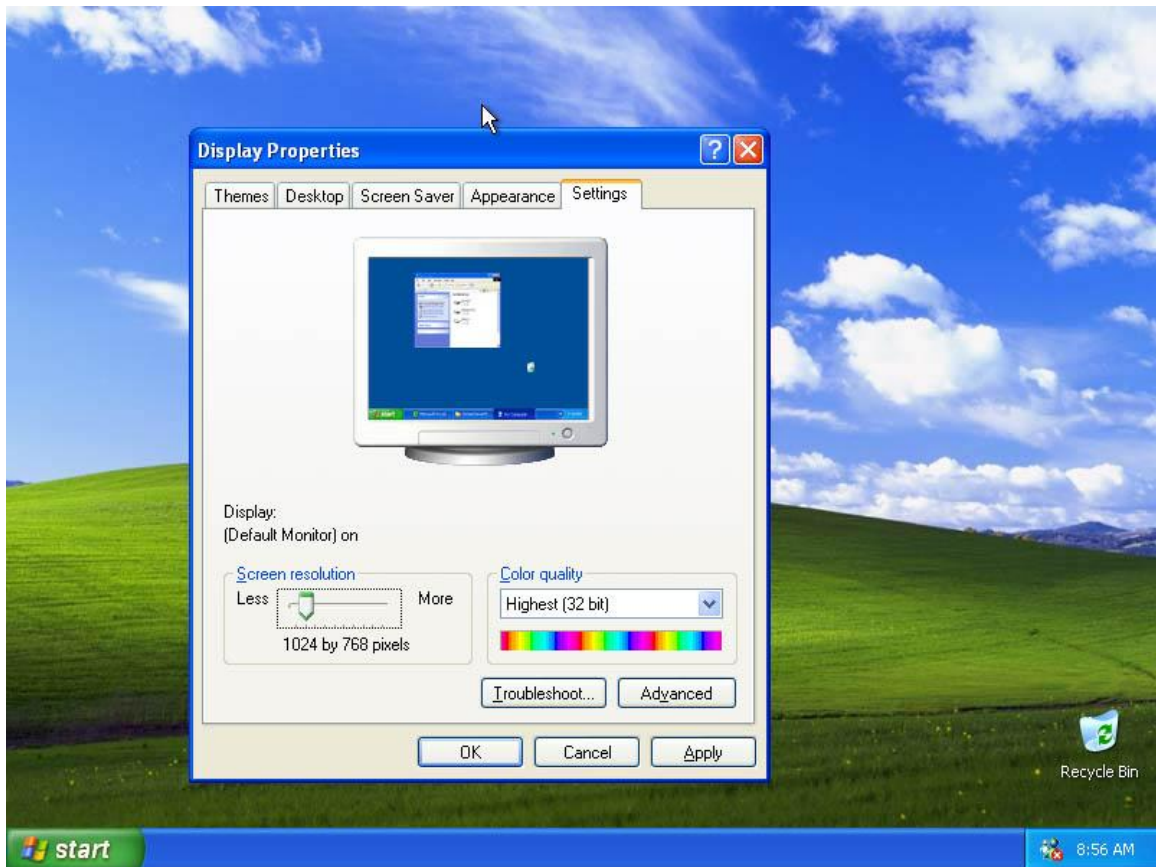 Display Properties
Themes
Desktop
Screen Saver
Appearance
Settings
Display:
(Default Monitor) on
Screen resolution
Less
More
1024 by 768 pixels
Color quality
Highest (32 bit)
Troubleshoot...
Advanced
OK
Cancel
Apply
Recycle Bin
start
8:56 AM